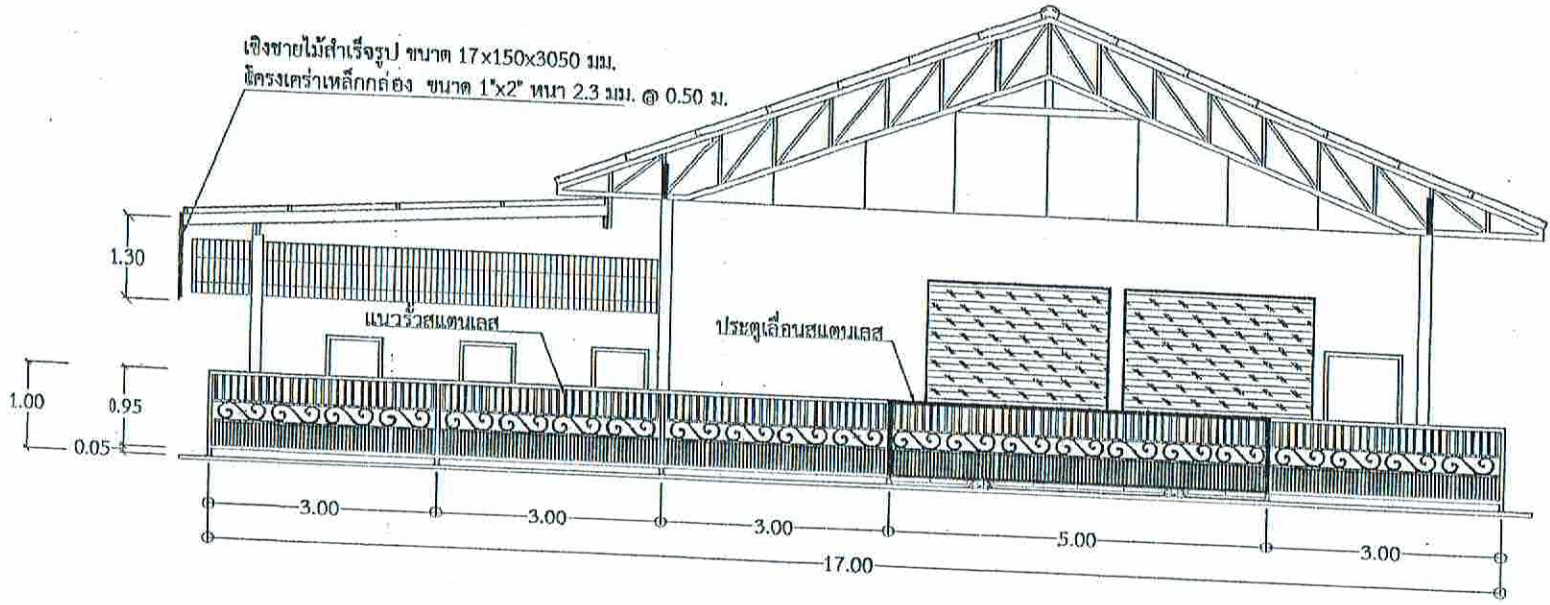 เชิงชายไม้สำเร็จรูป ขนาด 17x150x3050 มม.
โครงเคร่าเหล็กกล่อง ขนาด 1"x2" หนา 2.3 มม. @ 0.50 ม.
1.30
แนวรั้วสแตนเลส
ประตูเลื่อนสแตนเลส
1.00
0.95
0.05
3.00
3.00
3.00
5.00
3.00
17.00